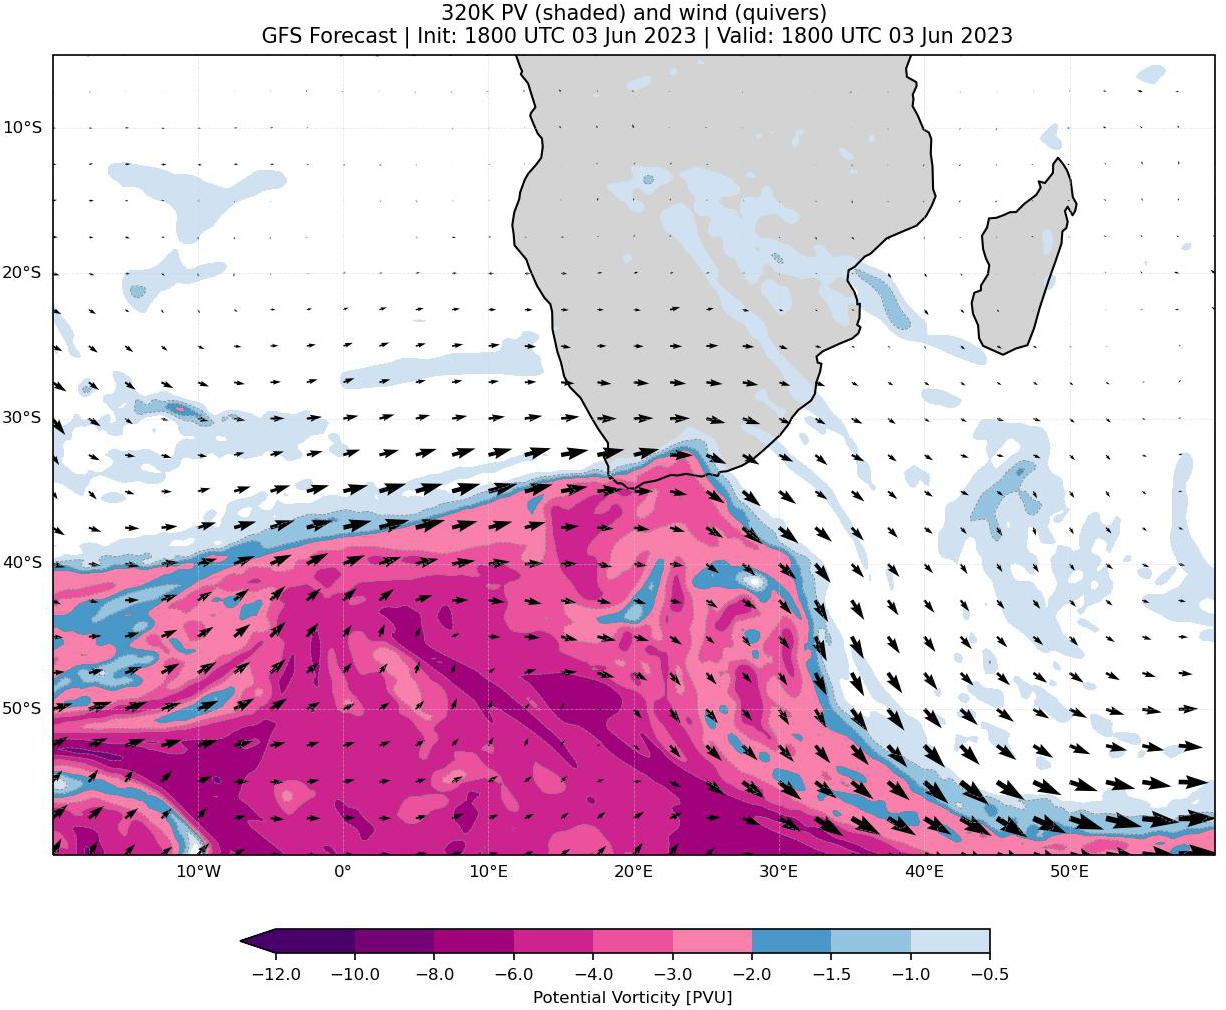 320K PV (shaded) and wind (quivers)
GFS Forecast | Init: 1800 UTC 03 Jun 2023 | Valid: 1800 UTC 03 Jun 2023
10°S
20°S
30°S
40°S
50°S
10°W 0° 10°E 20°E 30°E 40°E 50°E
−12.0 −10.0 −8.0 −6.0 −4.0 −3.0 −2.0 −1.5 −1.0 −0.5
Potential Vorticity [PVU]